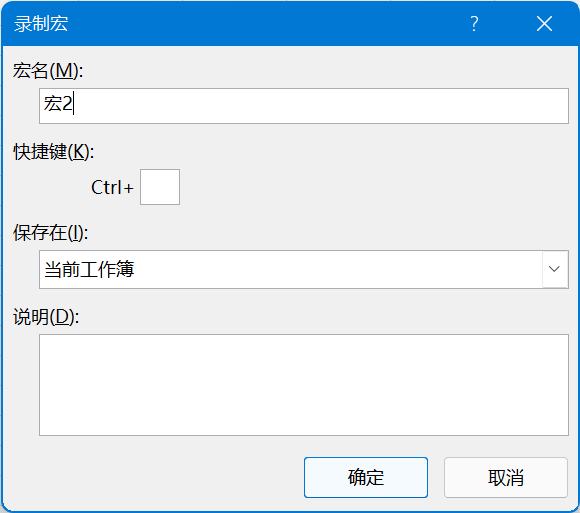 录制宏 ?
宏名(M):
宏2
快捷键(K):
Ctrl+
保存在(I):
当前工作簿
说明(D):
确定 取消